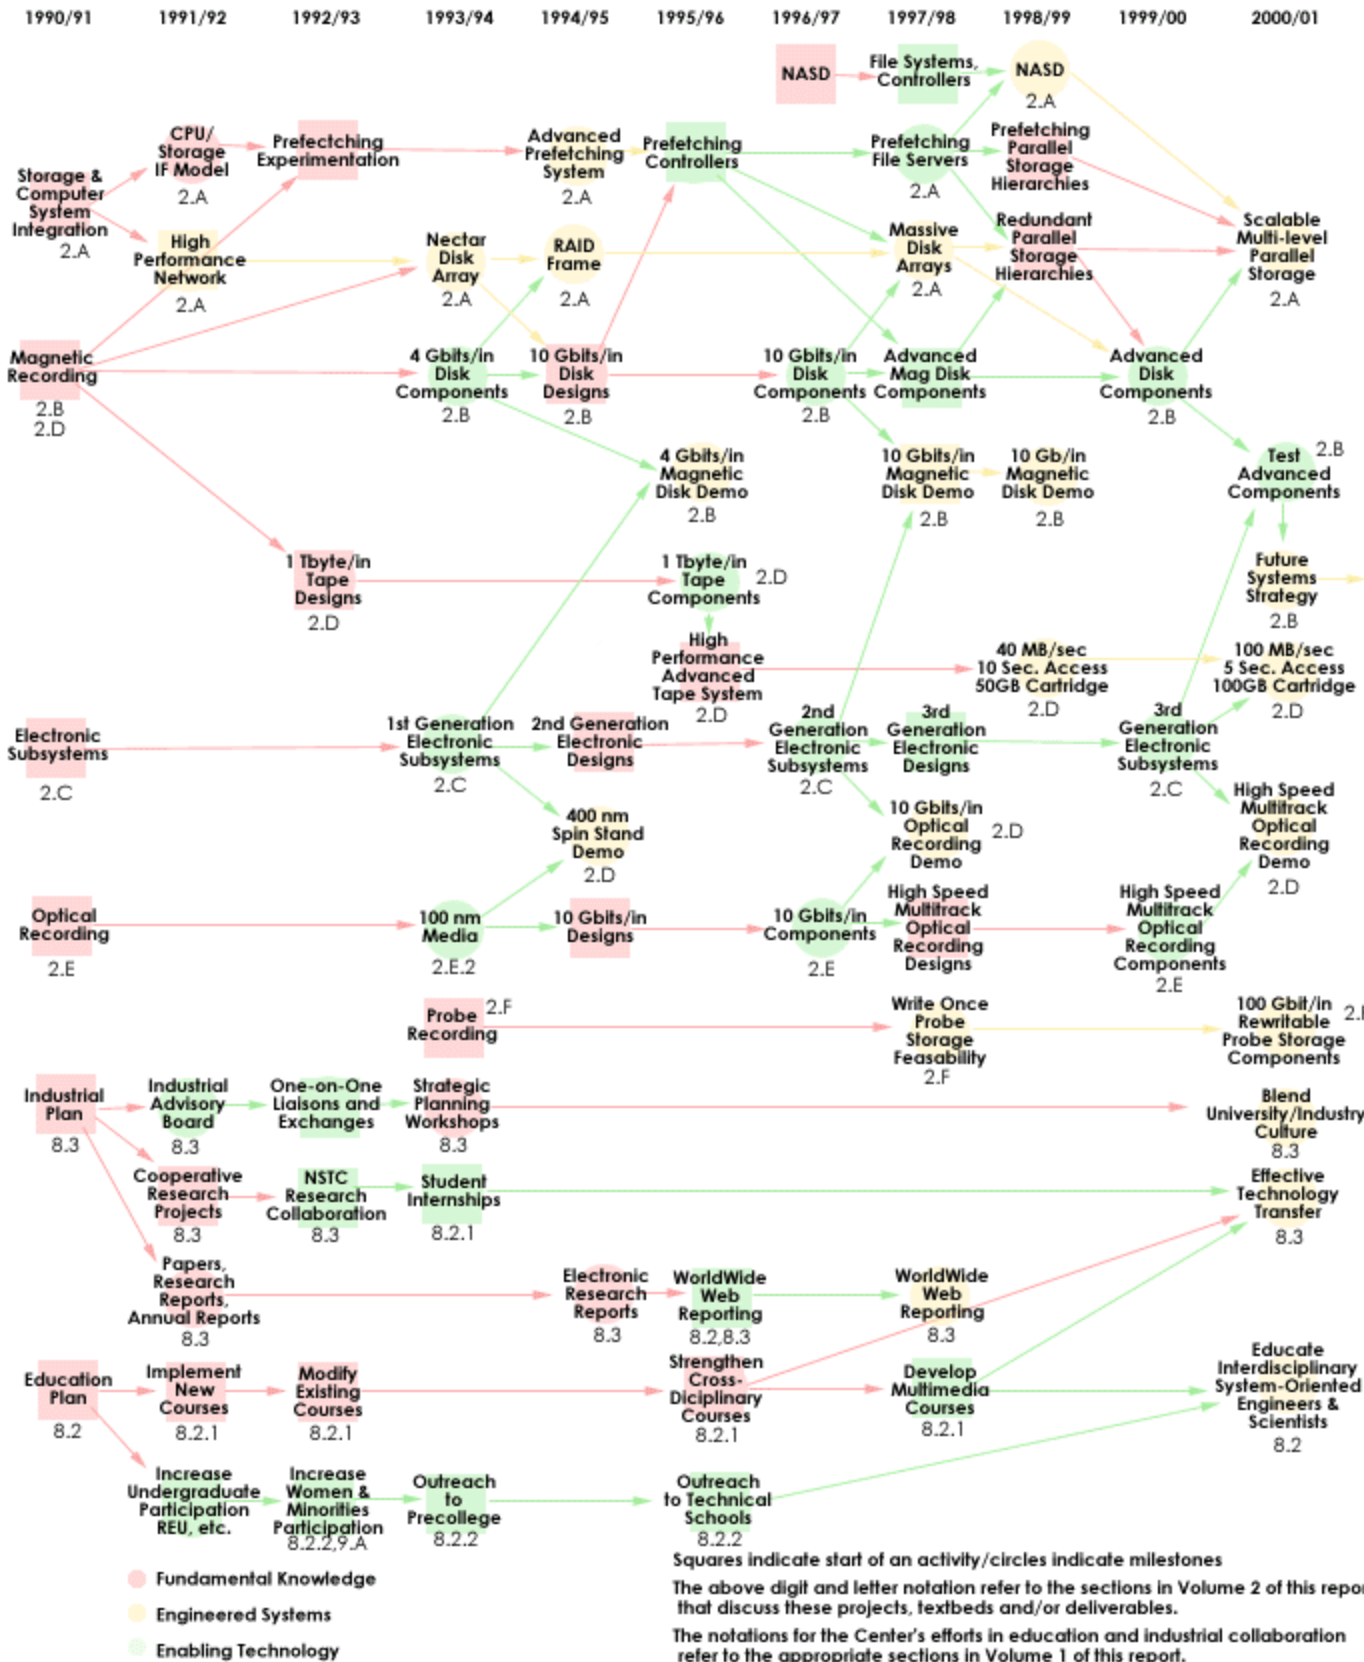 1990/91 1991/92 1992/93 1993/94 1994/95 1995/96 1996/97 1997/98 1998/99 1999/00 2000/01
NASD
File Systems,
Controllers
NASD
2.A
CPU/
Storage
IF Model
2.A
Prefectching
Experimentation
Advanced
Prefetching
System
2.A
Prefetching
Controllers
Prefetching
File Servers
2.A
Prefetching
Parallel
Storage
Hierarchies
Storage &
Computer
System
Integration
2.A
High
Performance
Network
2.A
Nectar
Disk
Array
2.A
RAID
Frame
2.A
Massive
Disk
Arrays
2.A
Redundant
Parallel
Storage
Hierarchies
Scalable
Multi-level
Parallel
Storage
2.A
Magnetic
Recording
2.B
2.D
4 Gbits/in
Disk
Components
2.B
10 Gbits/in
Disk
Designs
2.B
10 Gbits/in
Disk
Components
2.B
Advanced
Mag Disk
Components
Advanced
Disk
Components
2.B
4 Gbits/in
Magnetic
Disk Demo
2.B
10 Gbits/in
Magnetic
Disk Demo
2.B
10 Gb/in
Magnetic
Disk Demo
2.B
Test
Advanced
Components
2.B
1 Tbyte/in
Tape
Designs
2.D
1 Tbyte/in
Tape
Components
2.D
Future
Systems
Strategy
2.B
High
Performance
Advanced
Tape System
2.D
40 MB/sec
10 Sec. Access
50GB Cartridge
2.D
100 MB/sec
5 Sec. Access
100GB Cartridge
2.D
Electronic
Subsystems
2.C
1st Generation
Electronic
Subsystems
2.C
2nd Generation
Electronic
Designs
2nd
Generation
Electronic
Subsystems
2.C
3rd
Generation
Electronic
Designs
3rd
Generation
Electronic
Subsystems
2.C
400 nm
Spin Stand
Demo
2.D
10 Gbits/in
Optical
Recording
Demo
2.D
High Speed
Multitrack
Optical
Recording
Demo
2.D
Optical
Recording
2.E
100 nm
Media
2.E.2
10 Gbits/in
Designs
10 Gbits/in
Components
2.E
High Speed
Multitrack
Optical
Recording
Designs
High Speed
Multitrack
Optical
Recording
Components
2.E
Probe
Recording
2.F
Write Once
Probe
Storage
Feasability
2.F
100 Gbit/in
Rewritable
Probe Storage
Components
Industrial
Plan
8.3
Industrial
Advisory
Board
8.3
One-on-One
Liaisons and
Exchanges
Strategic
Planning
Workshops
8.3
Blend
University/Industry
Culture
8.3
Cooperative
Research
Projects
8.3
NSTC
Research
Collaboration
8.3
Student
Internships
8.2.1
Effective
Technology
Transfer
8.3
Papers,
Research
Reports,
Annual Reports
8.3
Electronic
Research
Reports
8.3
WorldWide
Web
Reporting
8.2,8.3
WorldWide
Web
Reporting
8.3
Education
Plan
8.2
Implement
New
Courses
8.2.1
Modify
Existing
Courses
8.2.1
Strengthen
Cross-
Diciplinary
Courses
8.2.1
Develop
Multimedia
Courses
8.2.1
Educate
Interdisciplinary
System-Oriented
Engineers &
Scientists
8.2
Increase
Undergraduate
Participation
REU, etc.
Increase
Women &
Minorities
Participation
8.2.2,9.A
Outreach
to
Precollege
8.2.2
Outreach
to Technical
Schools
8.2.2
Fundamental Knowledge
Engineered Systems
Enabling Technology
Squares indicate start of an activity/circles indicate milestones
The above digit and letter notation refer to the sections in Volume 2 of this repor
that discuss these projects, textbeds and/or deliverables.
The notations for the Center's efforts in education and industrial collaboration
refer to the appropriate sections in Volume 1 of this report.